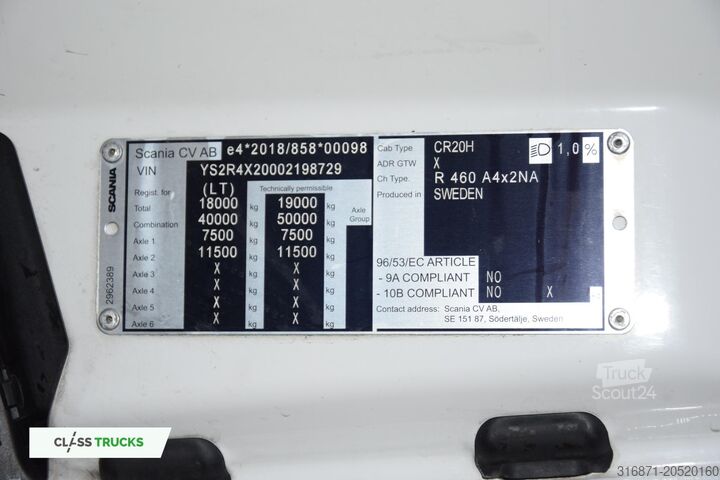 SCANIA
2962389
Scania CV AB e4*2018/858*00098
VIN YS2R4X20002198729
Regist. for (LT) Technically permissible
Total 18000 kg 19000 kg Axle Group
Combination 40000 kg 50000 kg
Axle 1 7500 kg 7500 kg
Axle 2 11500 kg 11500 kg
Axle 3 X kg X kg
Axle 4 X kg X kg
Axle 5 X kg X kg
Axle 6 X kg X kg
Cab Type CR20H 1,0 %
ADR GTW X
Ch Type. R 460 A4x2NA
Produced in SWEDEN
96/53/EC ARTICLE
- 9A COMPLIANT NO
- 10B COMPLIANT NO X
Contact address: Scania CV AB,
SE 151 87, Södertälje, Sweden
Truck
Scout24
CLASSTRUCKS
316871-20520160